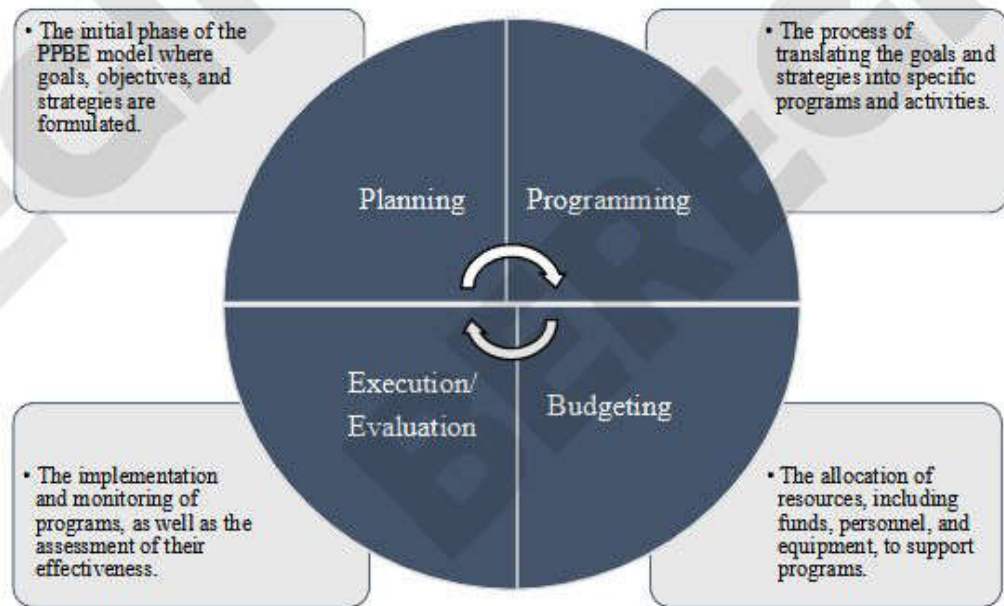 • The initial phase of the
PPBE model where
goals, objectives, and
strategies are
formulated.
• The process of
translating the goals and
strategies into specific
programs and activities.
Planning
Programming
Execution/
Evaluation
Budgeting
• The implementation
and monitoring of
programs, as well as the
assessment of their
effectiveness.
• The allocation of
resources, including
funds, personnel, and
equipment, to support
programs.